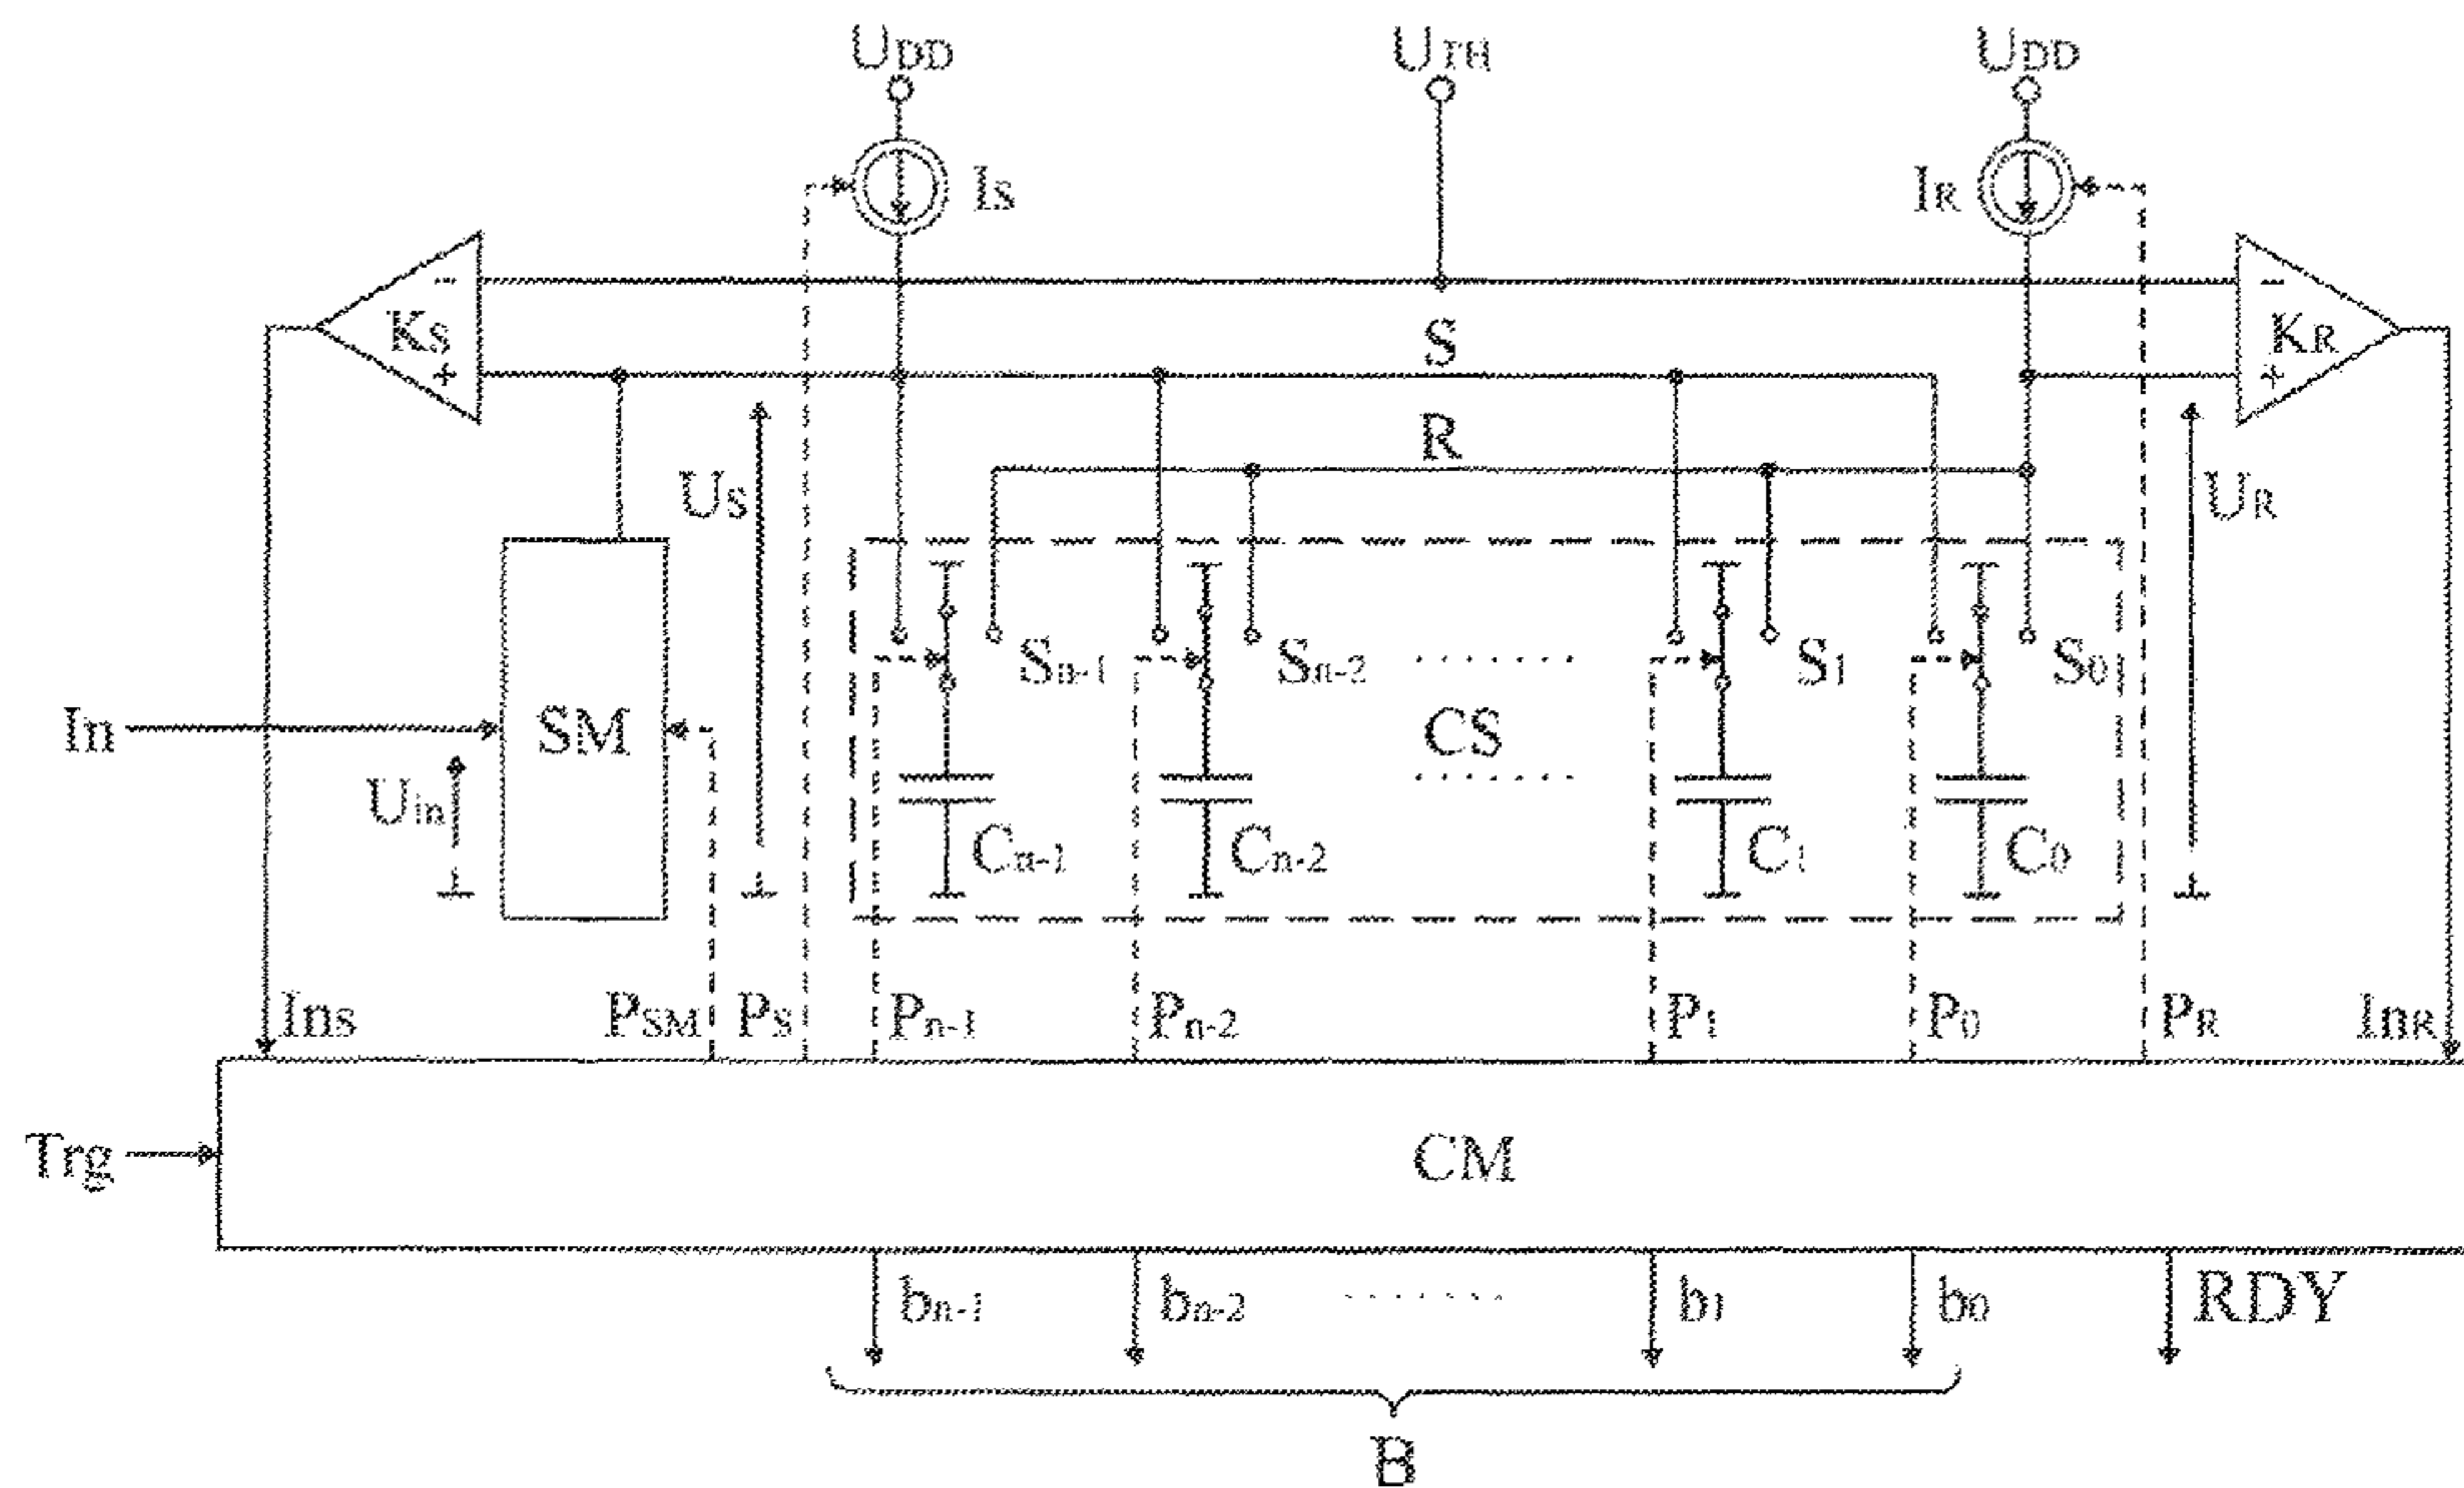 UDD UTH UDD
IS IR
- -
KS S KR
+ +
R
US UR
Sn-1 Sn-2 ....... S1 S0
In SM CS
Uin .......
Cn-1 Cn-2 C1 C0
InS PSM PS Pn-1 Pn-2 P1 P0 PR InR
Trg CM
bn-1 bn-2 ....... b1 b0 RDY
B